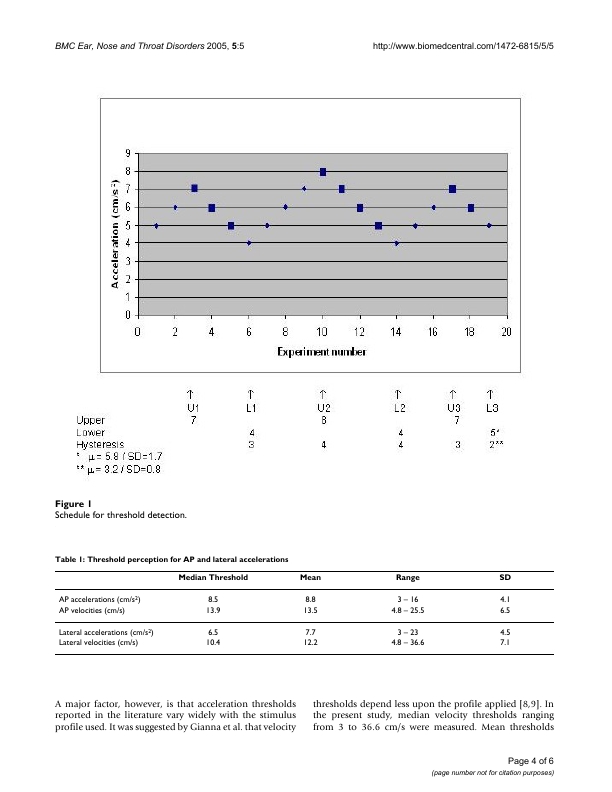 BMC Ear, Nose and Throat Disorders 2005, 5:5 http://www.biomedcentral.com/1472-6815/5/5
9
8
7
6
5
4
3
2
1
0
Acceleration (cm/s²)
0 2 4 6 8 10 12 14 16 18 20
Experiment number
↑ ↑ ↑ ↑ ↑ ↑
U1 L1 U2 L2 U3 L3
Upper 7 8 7
Lower 4 4 5*
Hysteresis 3 4 4 3 2**
* μ= 5.8 / SD=1.7
** μ= 3.2 / SD=0.8
Figure 1
Schedule for threshold detection.
Table 1: Threshold perception for AP and lateral accelerations
Median Threshold Mean Range SD
AP accelerations (cm/s²) 8.5 8.8 3 – 16 4.1
AP velocities (cm/s) 13.9 13.5 4.8 – 25.5 6.5
Lateral accelerations (cm/s²) 6.5 7.7 3 – 23 4.5
Lateral velocities (cm/s) 10.4 12.2 4.8 – 36.6 7.1
A major factor, however, is that acceleration thresholds
reported in the literature vary widely with the stimulus
profile used. It was suggested by Gianna et al. that velocity
thresholds depend less upon the profile applied [8,9]. In
the present study, median velocity thresholds ranging
from 3 to 36.6 cm/s were measured. Mean thresholds
Page 4 of 6
(page number not for citation purposes)